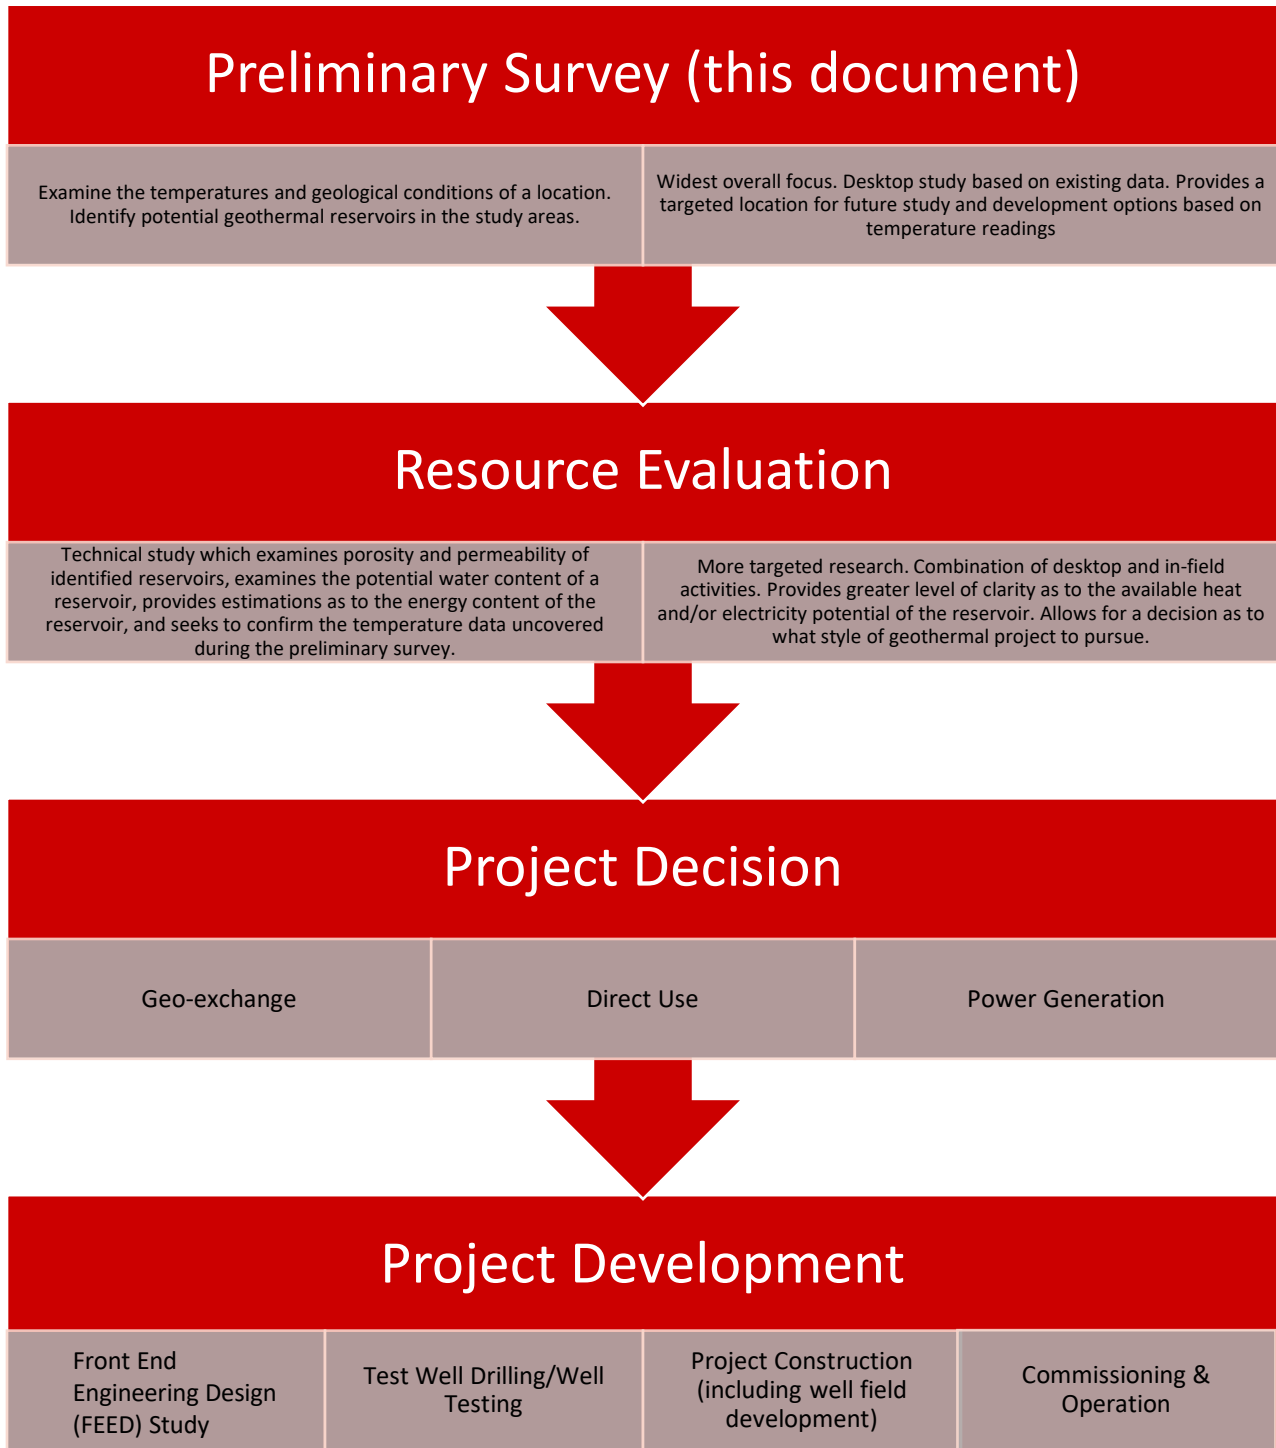 Preliminary Survey (this document)
Examine the temperatures and geological conditions of a location.
Identify potential geothermal reservoirs in the study areas.
Widest overall focus. Desktop study based on existing data. Provides a
targeted location for future study and development options based on
temperature readings
Resource Evaluation
Technical study which examines porosity and permeability of
identified reservoirs, examines the potential water content of a
reservoir, provides estimations as to the energy content of the
reservoir, and seeks to confirm the temperature data uncovered
during the preliminary survey.
More targeted research. Combination of desktop and in-field
activities. Provides greater level of clarity as to the available heat
and/or electricity potential of the reservoir. Allows for a decision as to
what style of geothermal project to pursue.
Project Decision
Geo-exchange
Direct Use
Power Generation
Project Development
Front End
Engineering Design
(FEED) Study
Test Well Drilling/Well
Testing
Project Construction
(including well field
development)
Commissioning &
Operation